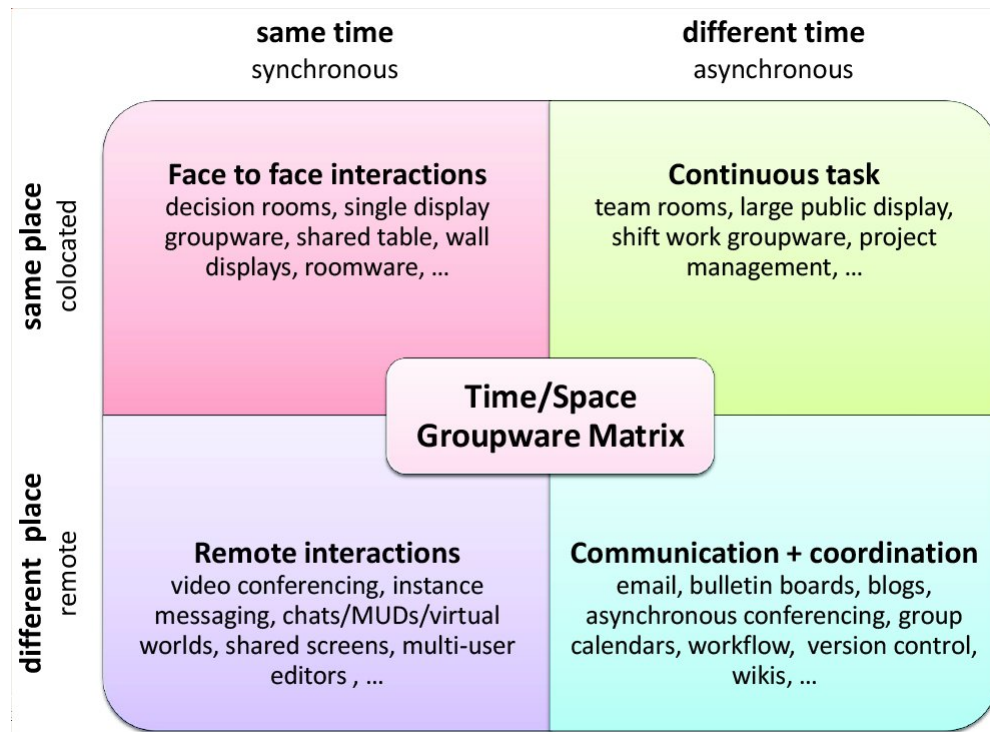 same time
synchronous
different time
asynchronous
same place
colocated
Face to face interactions
decision rooms, single display
groupware, shared table, wall
displays, roomware, ...
Continuous task
team rooms, large public display,
shift work groupware, project
management, ...
Time/Space
Groupware Matrix
different  place
remote
Remote interactions
video conferencing, instance
messaging, chats/MUDs/virtual
worlds, shared screens, multi-user
editors , ...
Communication + coordination
email, bulletin boards, blogs,
asynchronous conferencing, group
calendars, workflow,  version control,
wikis, ...